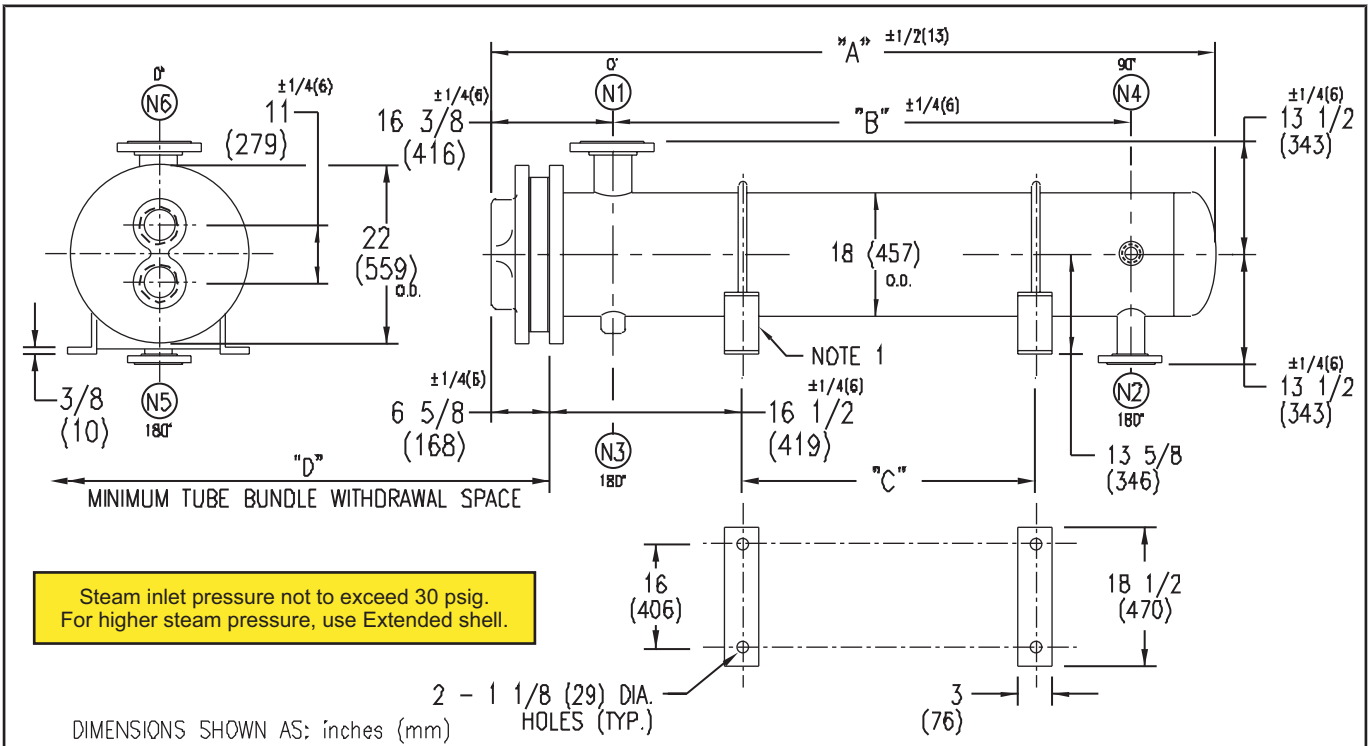 "A" ±1/2(13)
0°
N6
±1/4(6)
11
(279)
±1/4(6)
16 3/8
(416)
0°
N1
"B" ±1/4(6)
90°
N4
±1/4(6)
13 1/2
(343)
22
(559)
O.D.
18 (457)
O.D.
3/8
(10)
N5
180°
±1/4(6)
6 5/8
(168)
NOTE 1
±1/4(6)
16 1/2
(419)
N3
180°
N2
180°
±1/4(6)
13 1/2
(343)
13 5/8
(346)
"D"
MINIMUM TUBE BUNDLE WITHDRAWAL SPACE
"C"
Steam inlet pressure not to exceed 30 psig.
For higher steam pressure, use Extended shell.
16
(406)
18 1/2
(470)
2 - 1 1/8 (29) DIA.
HOLES (TYP.)
3
(76)
DIMENSIONS SHOWN AS: inches (mm)